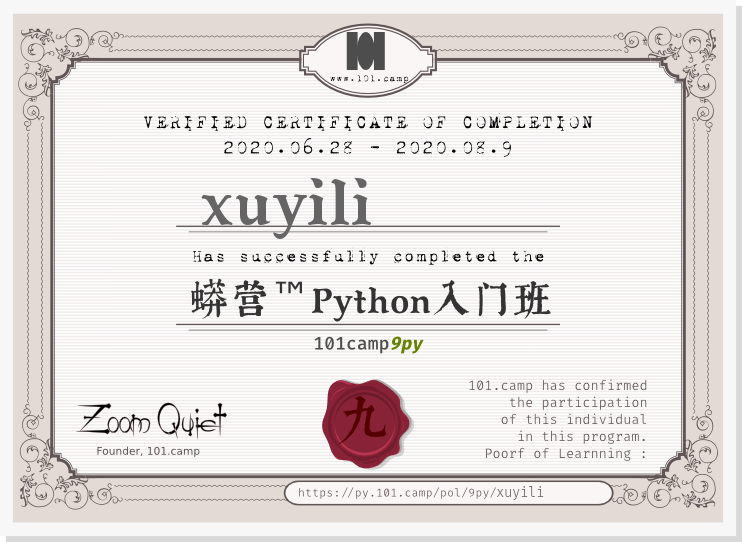 www.101.camp
VERIFIED CERTIFICATE OF COMPLETION
2020.06.28 - 2020.08.9
xuyili
Has successfully completed the
蟒营™Python入门班
101camp9py
九
Zoom Quiet
Founder, 101.camp
101.camp has confirmed
the participation
of this individual
in this program.
Poorf of Learnning :
https://py.101.camp/pol/9py/xuyili